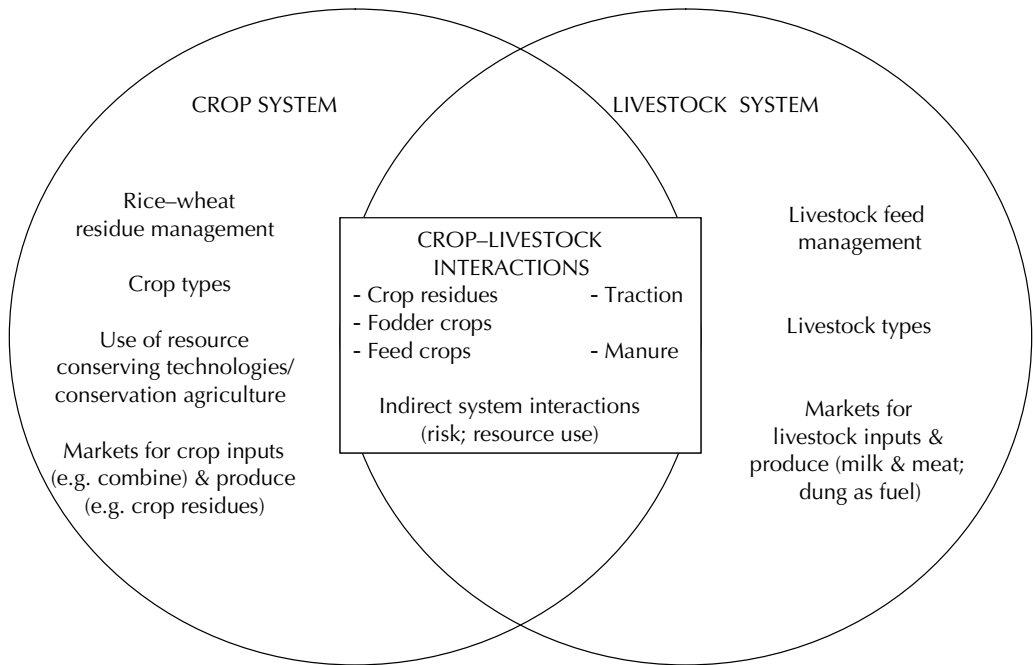 CROP SYSTEM
Rice–wheat
residue management
Crop types
Use of resource
conserving technologies/
conservation agriculture
Markets for crop inputs
(e.g. combine) & produce
(e.g. crop residues)
CROP–LIVESTOCK
INTERACTIONS
- Crop residues - Traction
- Fodder crops
- Feed crops - Manure
Indirect system interactions
(risk; resource use)
LIVESTOCK SYSTEM
Livestock feed
management
Livestock types
Markets for
livestock inputs &
produce (milk & meat;
dung as fuel)